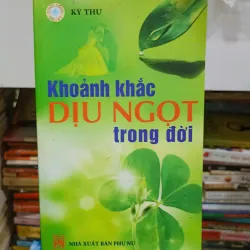 KỲ THƯ
Khoảnh khắc
DỊU NGỌT
trong đời
NHÀ XUẤT BẢN PHỤ NỮ